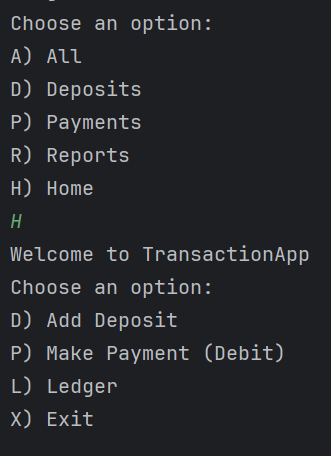 Choose an option:
A) All
D) Deposits
P) Payments
R) Reports
H) Home
H
Welcome to TransactionApp
Choose an option:
D) Add Deposit
P) Make Payment (Debit)
L) Ledger
X) Exit